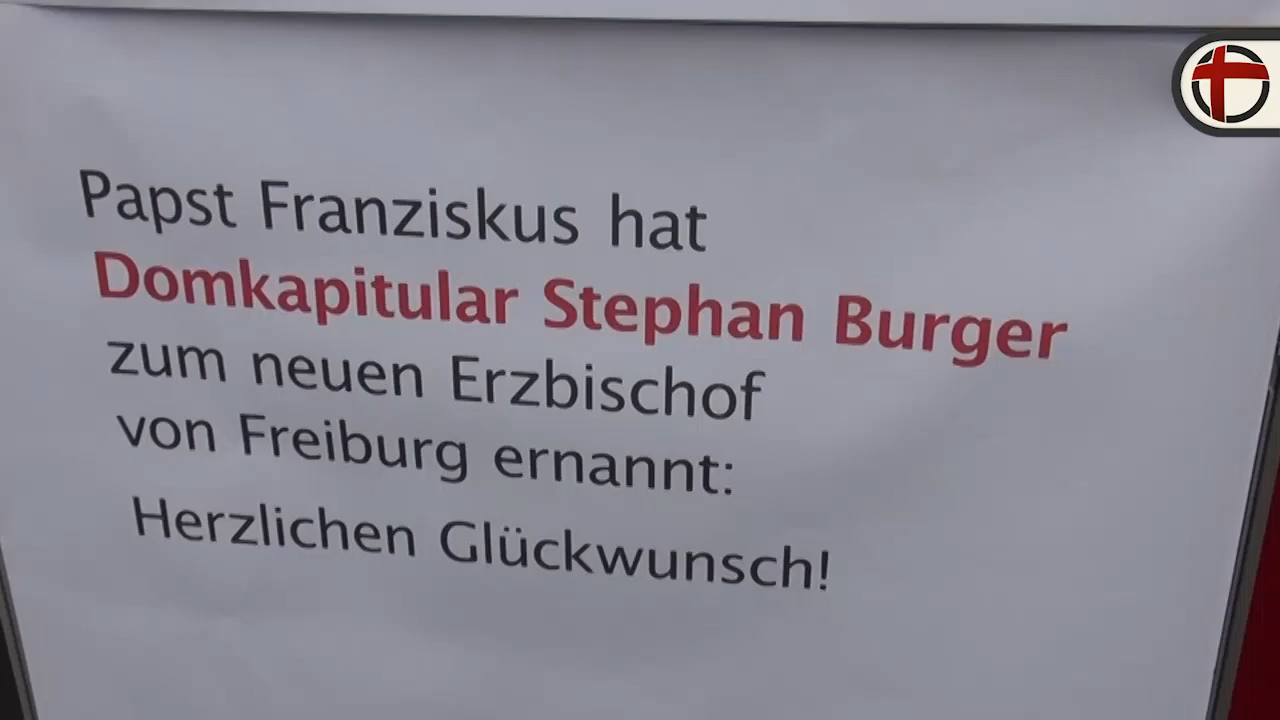 Papst Franziskus hat
Domkapitular Stephan Burger
zum neuen Erzbischof
von Freiburg ernannt:
Herzlichen Glückwunsch!